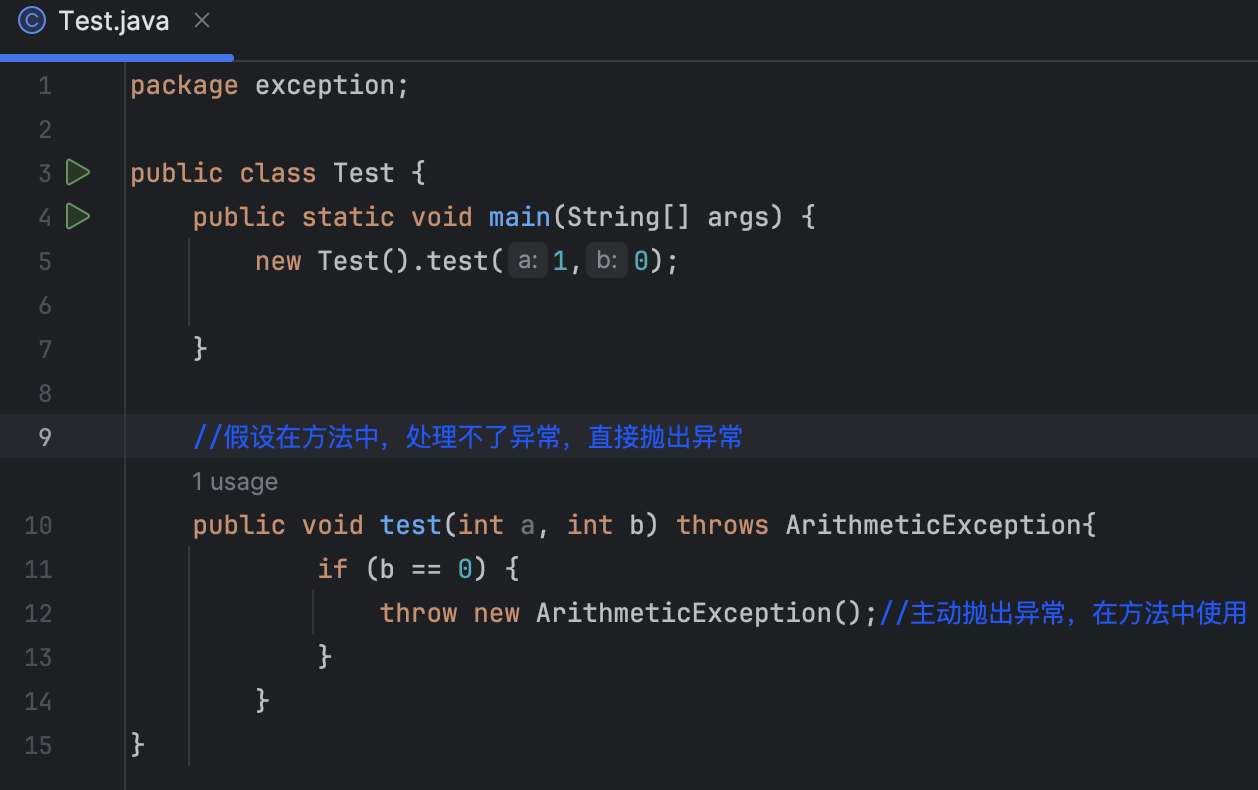 Test.java
1 package exception;
2
3 public class Test {
4 public static void main(String[] args) {
5 new Test().test( a: 1, b: 0);
6
7 }
8
9 //假设在方法中，处理不了异常，直接抛出异常
1 usage
10 public void test(int a, int b) throws ArithmeticException{
11 if (b == 0) {
12 throw new ArithmeticException();//主动抛出异常，在方法中使用
13 }
14 }
15 }